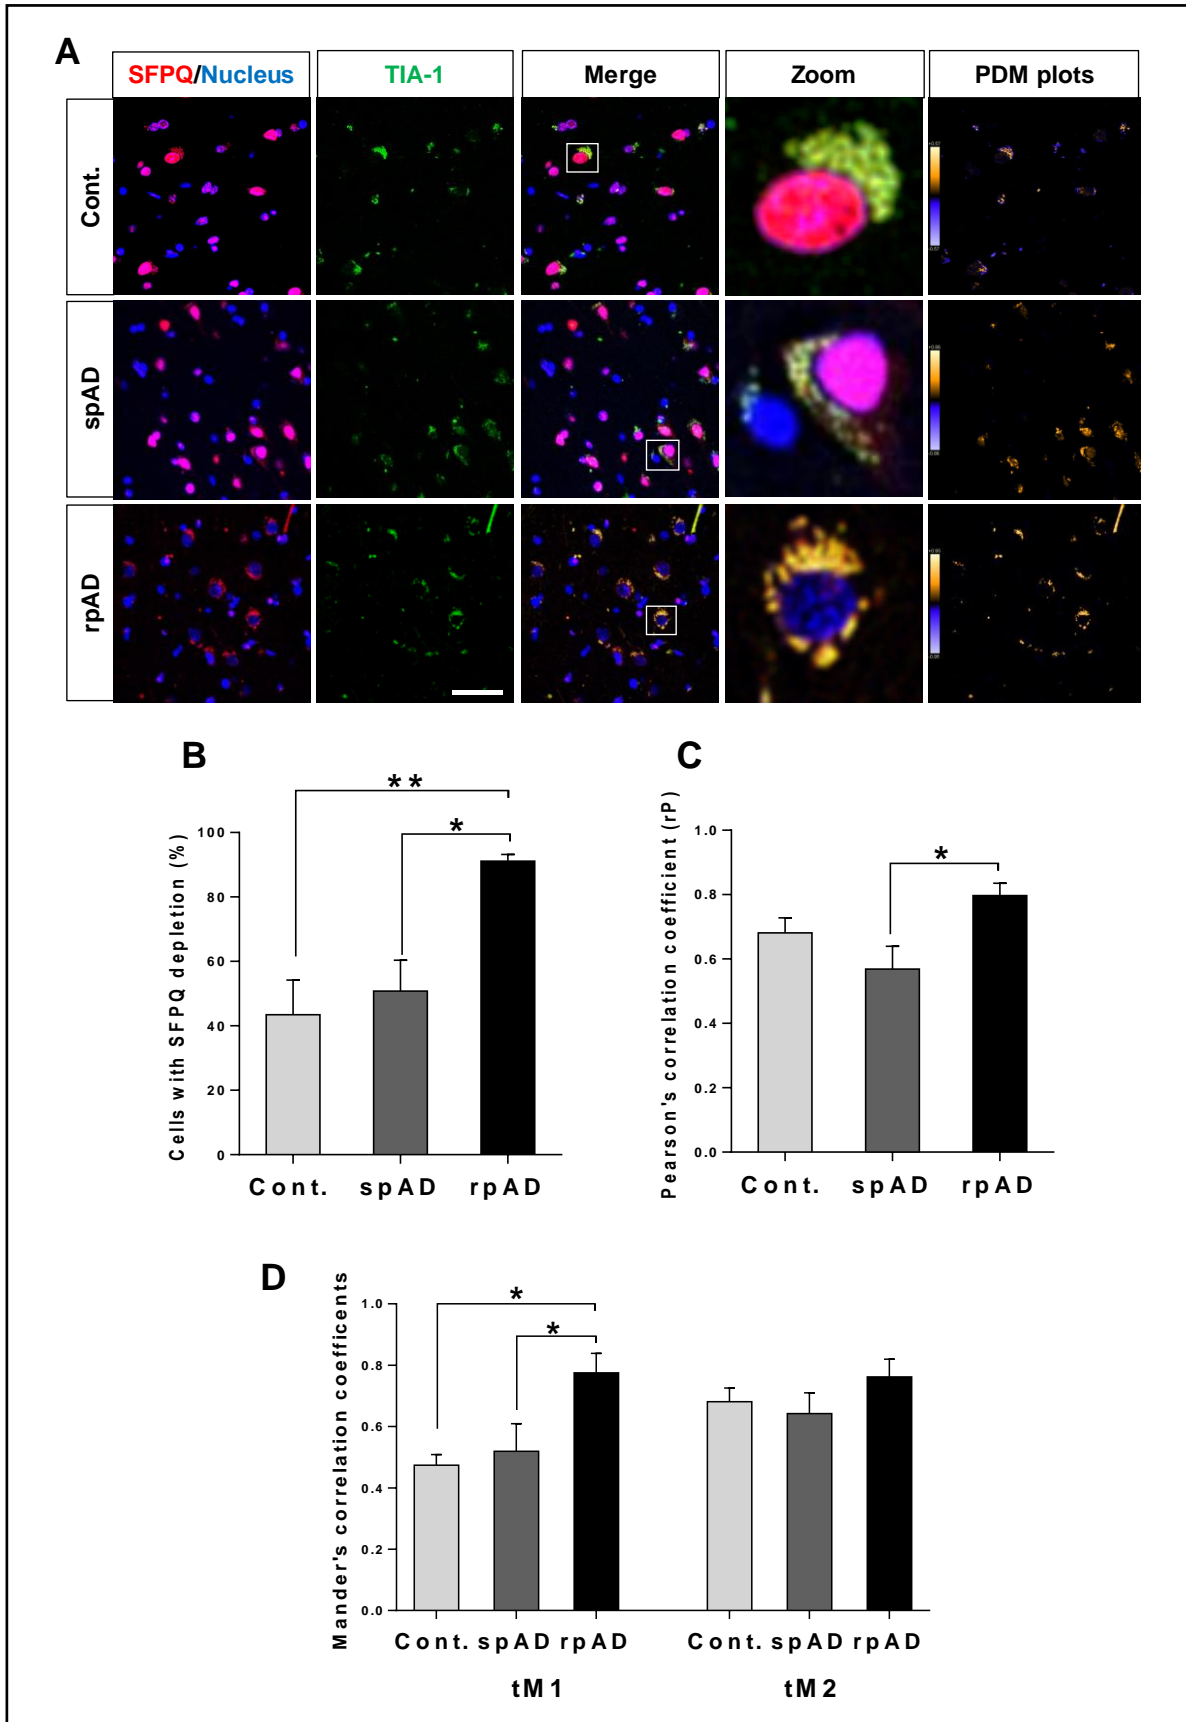 A
SFPQ/Nucleus TIA-1 Merge Zoom PDM plots
Cont.
spAD
rpAD
B
Cells with SFPQ depletion (%)
**
*
100
80
60
40
20
0
Cont. spAD rpAD
C
Pearson's correlation coefficient (rP)
*
1.0
0.8
0.6
0.4
0.2
0.0
Cont. spAD rpAD
D
Mander's correlation coefficents
*
*
1.0
0.8
0.6
0.4
0.2
0.0
Cont. spAD rpAD Cont. spAD rpAD
tM1 tM2